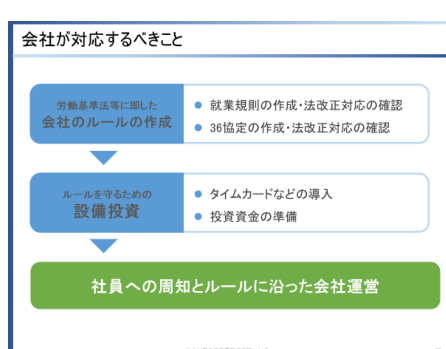 会社が対応するべきこと
労働基準法等に即した
会社のルールの作成
● 就業規則の作成・法改正対応の確認
● 36協定の作成・法改正対応の確認
ルールを守るための
設備投資
● タイムカードなどの導入
● 投資資金の準備
社員への周知とルールに沿った会社運営